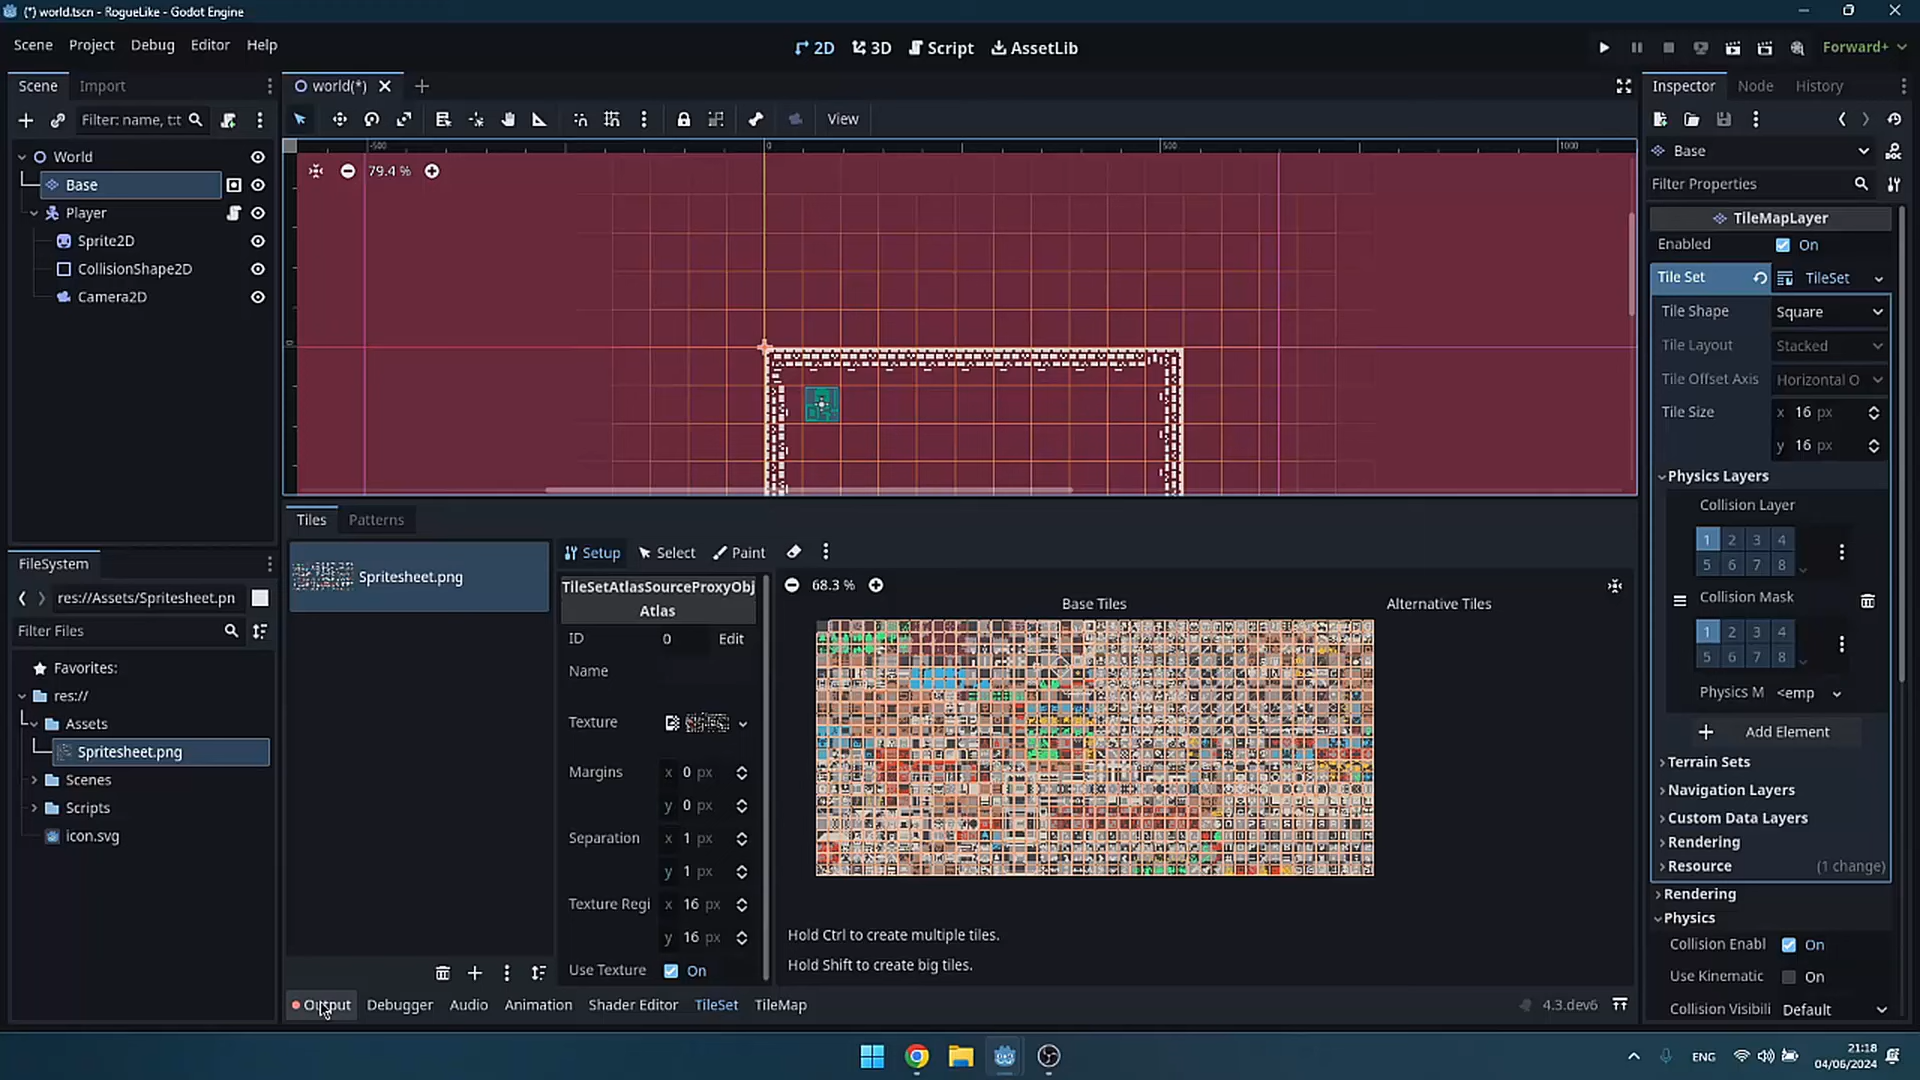 (*) world.tscn - RogueLike - Godot Engine
Scene Project Debug Editor Help
2D 3D Script AssetLib
Forward+
Scene Import
Filter: name, t:t
World
Base
Player
Sprite2D
CollisionShape2D
Camera2D
FileSystem
res://Assets/Spritesheet.pn
Filter Files
Favorites:
res://
Assets
Spritesheet.png
Scenes
Scripts
icon.svg
world(*)
View
-500 0 500 1000
0
79.4 %
Tiles Patterns
Spritesheet.png
Setup Select Paint
TileSetAtlasSourceProxyObj
Atlas
ID 0 Edit
Name
Texture
Margins x 0 px
y 0 px
Separation x 1 px
y 1 px
Texture Regi x 16 px
y 16 px
Use Texture On
68.3 %
Base Tiles Alternative Tiles
Hold Ctrl to create multiple tiles.
Hold Shift to create big tiles.
Output Debugger Audio Animation Shader Editor TileSet TileMap
4.3.dev6
Inspector Node History
Base
Filter Properties
TileMapLayer
Enabled On
Tile Set TileSet
Tile Shape Square
Tile Layout Stacked
Tile Offset Axis Horizontal O
Tile Size x 16 px
y 16 px
Physics Layers
Collision Layer
1 2 3 4
5 6 7 8
Collision Mask
1 2 3 4
5 6 7 8
Physics M <emp
Add Element
Terrain Sets
Navigation Layers
Custom Data Layers
Rendering
Resource (1 change)
Rendering
Physics
Collision Enabl On
Use Kinematic On
Collision Visibili Default
ENG
21:18
04/06/2024